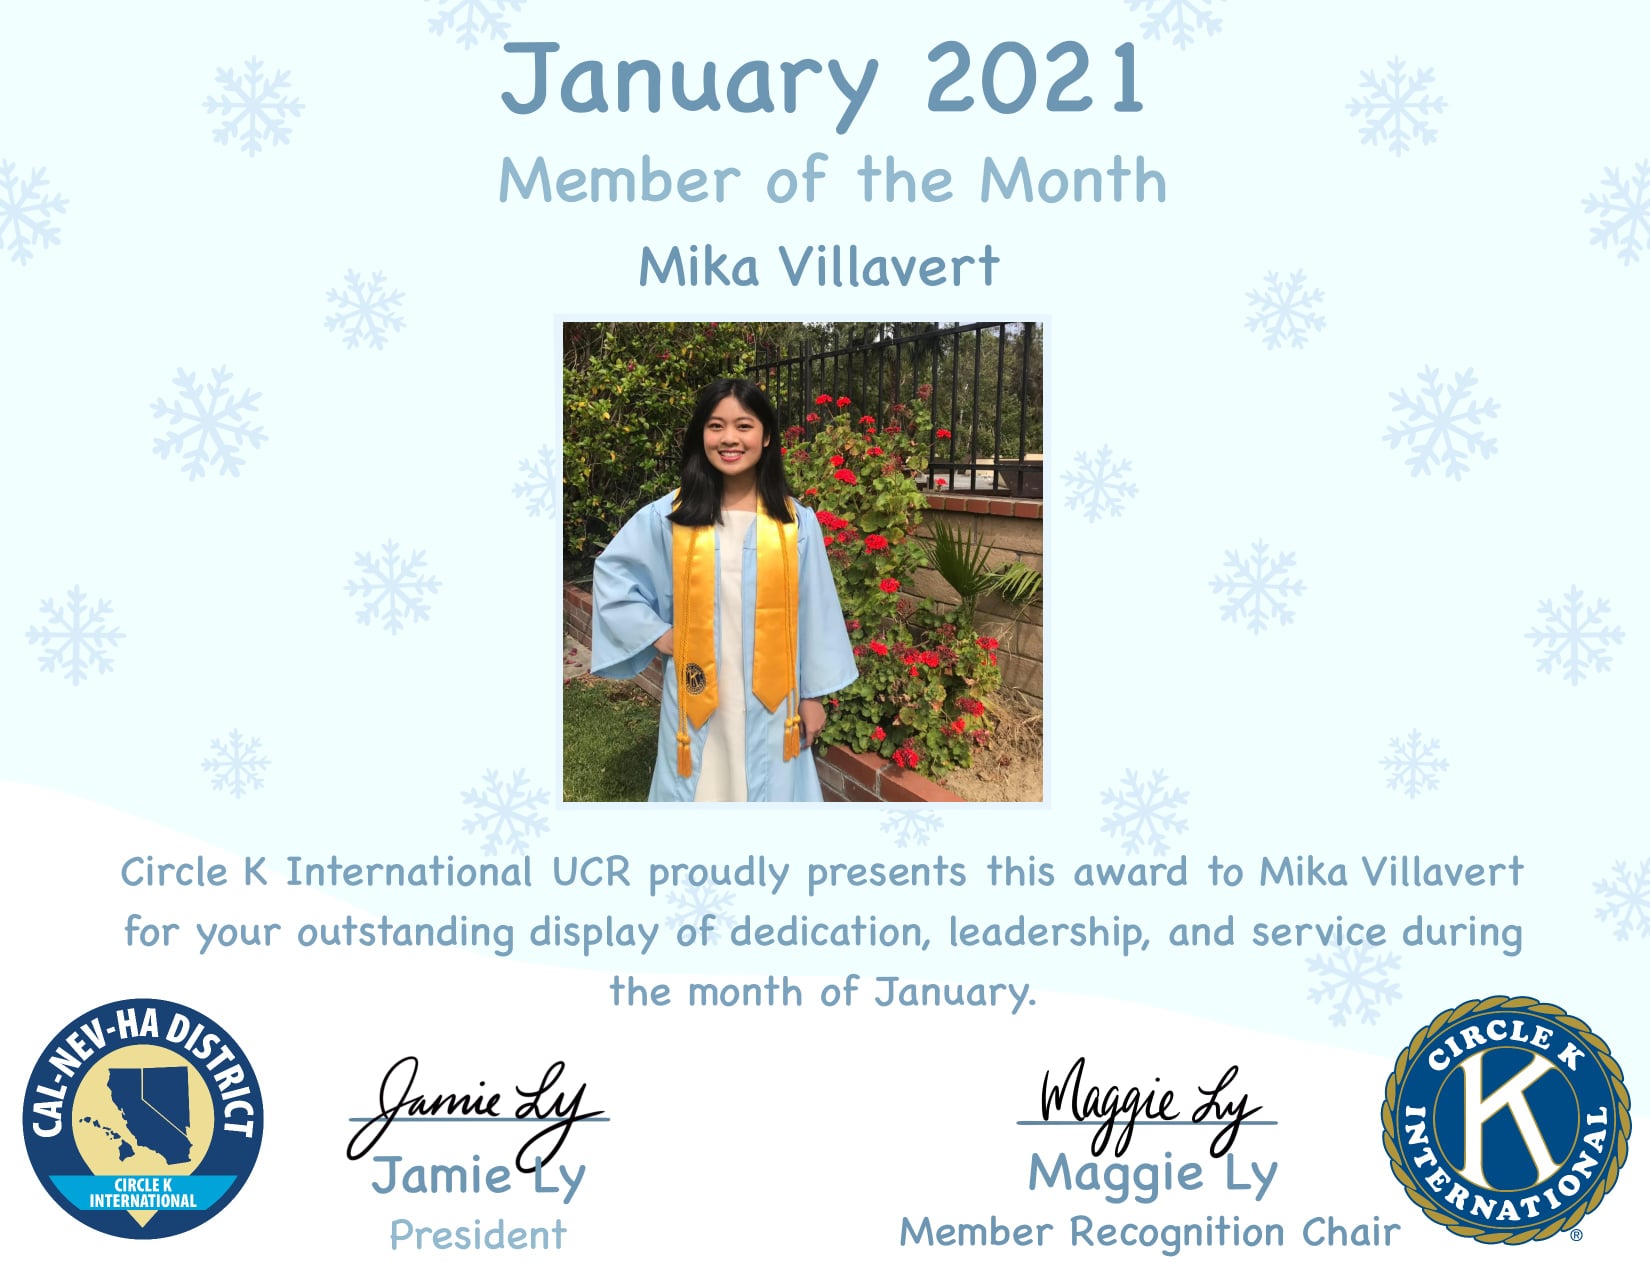 January 2021
Member of the Month
Mika Villavert
Circle K International UCR proudly presents this award to Mika Villavert
for your outstanding display of dedication, leadership, and service during
the month of January.
CAL-NEV-HA DISTRICT
CIRCLE K
INTERNATIONAL
Jamie Ly
Jamie Ly
President
Maggie Ly
Maggie Ly
Member Recognition Chair
CIRCLE K
K
INTERNATIONAL
®